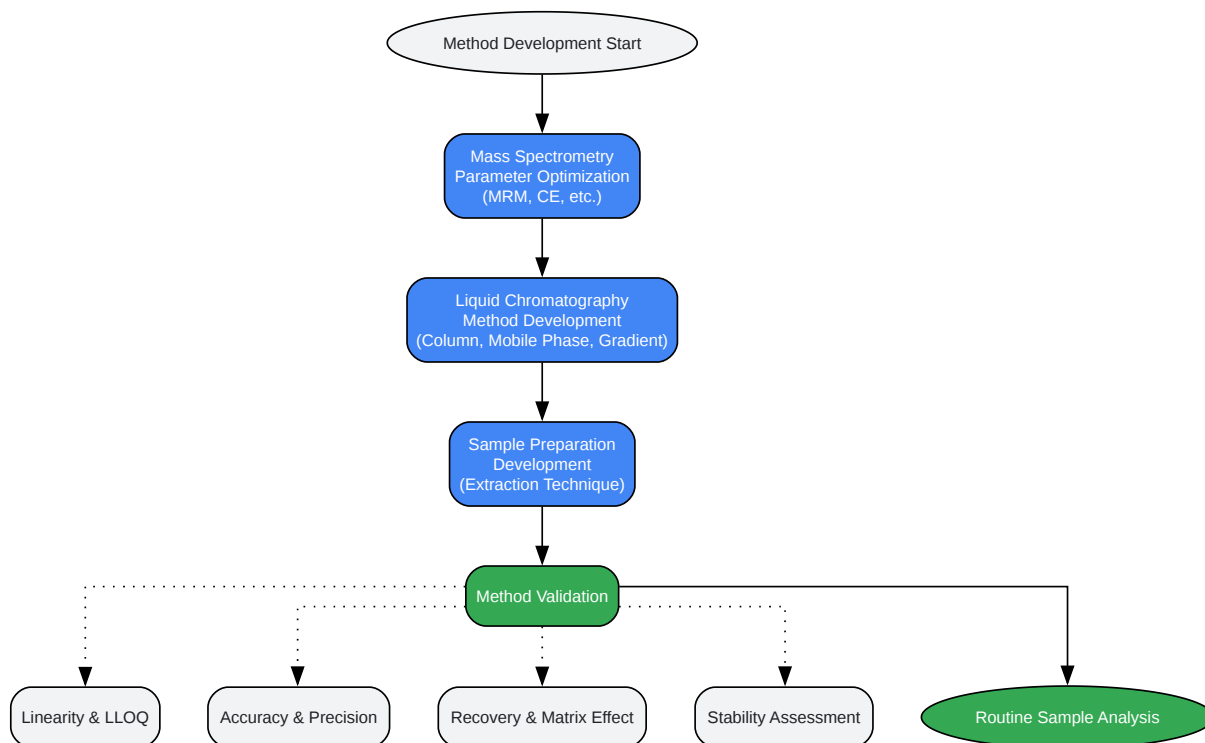 Method Development Start
Mass Spectrometry
Parameter Optimization
(MRM, CE, etc.)
Liquid Chromatography
Method Development
(Column, Mobile Phase, Gradient)
Sample Preparation
Development
(Extraction Technique)
Method Validation
Linearity & LLOQ
Accuracy & Precision
Recovery & Matrix Effect
Stability Assessment
Routine Sample Analysis